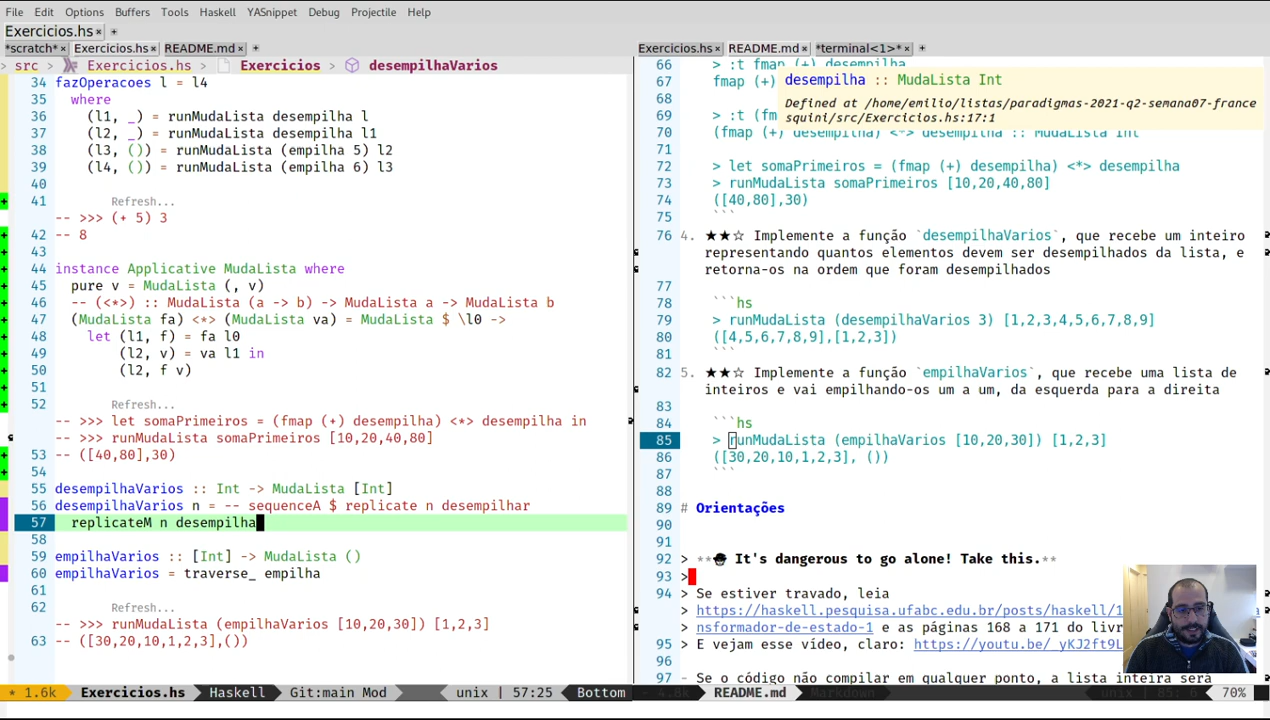 File Edit Options Buffers Tools Haskell YASnippet Debug Projectile Help
Exercicios.hs× +
*scratch*× Exercicios.hs× README.md× +
src > Exercicios.hs > Exercicios > desempilhaVarios
34 fazOperacoes l = l4
35 where
36 (l1, _) = runMudaLista desempilha l
37 (l2, _) = runMudaLista desempilha l1
38 (l3, ()) = runMudaLista (empilha 5) l2
39 (l4, ()) = runMudaLista (empilha 6) l3
40
Refresh...
41 -- >>> (+ 5) 3
42 -- 8
43
44 instance Applicative MudaLista where
45 pure v = MudaLista (, v)
46 -- (<*>) :: MudaLista (a -> b) -> MudaLista a -> MudaLista b
47 (MudaLista fa) <*> (MudaLista va) = MudaLista $ \l0 ->
48 let (l1, f) = fa l0
49 (l2, v) = va l1 in
50 (l2, f v)
51
Refresh...
52 -- >>> let somaPrimeiros = (fmap (+) desempilha) <*> desempilha in
-- >>> runMudaLista somaPrimeiros [10,20,40,80]
53 -- ([40,80],30)
54
55 desempilhaVarios :: Int -> MudaLista [Int]
56 desempilhaVarios n = -- sequenceA $ replicate n desempilhar
57 replicateM n desempilha
58
59 empilhaVarios :: [Int] -> MudaLista ()
60 empilhaVarios = traverse_ empilha
61
Refresh...
62 -- >>> runMudaLista (empilhaVarios [10,20,30]) [1,2,3]
63 -- ([30,20,10,1,2,3],())
* 1.6k Exercicios.hs Haskell Git:main Mod unix | 57:25 Bottom
Exercicios.hs× README.md× *terminal<1>*× +
66 > :t fmap (+) desempilha
67 fmap (+)
68
69 > :t (fm
70 (fmap (+) desempilha) <*> desempilha :: MudaLista Int
71
72 > let somaPrimeiros = (fmap (+) desempilha) <*> desempilha
73 > runMudaLista somaPrimeiros [10,20,40,80]
74 ([40,80],30)
75 ```
76 4. ★★☆ Implemente a função `desempilhaVarios`, que recebe um inteiro
representando quantos elementos devem ser desempilhados da lista, e
retorna-os na ordem que foram desempilhados
77
78 ```hs
79 > runMudaLista (desempilhaVarios 3) [1,2,3,4,5,6,7,8,9]
80 ([4,5,6,7,8,9],[1,2,3])
81 ```
82 5. ★★☆ Implemente a função `empilhaVarios`, que recebe uma lista de
inteiros e vai empilhando-os um a um, da esquerda para a direita
83
84 ```hs
85 > runMudaLista (empilhaVarios [10,20,30]) [1,2,3]
86 ([30,20,10,1,2,3], ())
87 ```
88
89 # Orientações
90
91
92 > ** It's dangerous to go alone! Take this.**
93 >
94 > Se estiver travado, leia
> https://haskell.pesquisa.ufabc.edu.br/posts/haskell/1
> nsformador-de-estado-1 e as páginas 168 a 171 do livr
95 > E vejam esse vídeo, claro: https://youtu.be/_yKJ2ft9L
96
97 - Se o código não compilar em qualquer ponto, a lista inteira será
- 4.8k README.md Markdown unix | 85: 6 70%
desempilha :: MudaLista Int
Defined at /home/emilio/listas/paradigmas-2021-q2-semana07-france
squini/src/Exercicios.hs:17:1